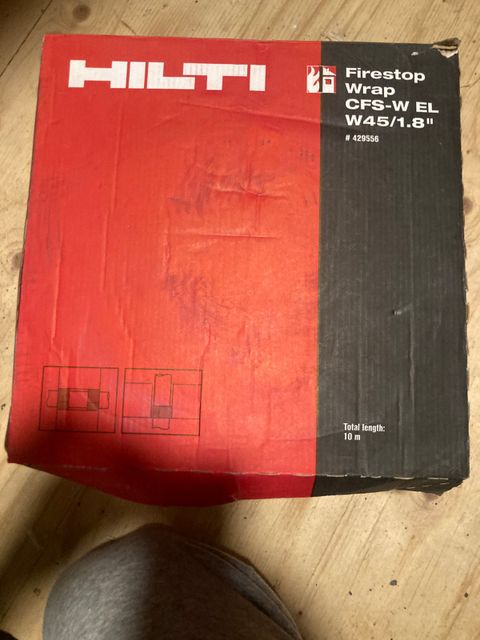 HILTI
Firestop
Wrap
CFS-W EL
W45/1.8"
# 429556
Total length:
10 m